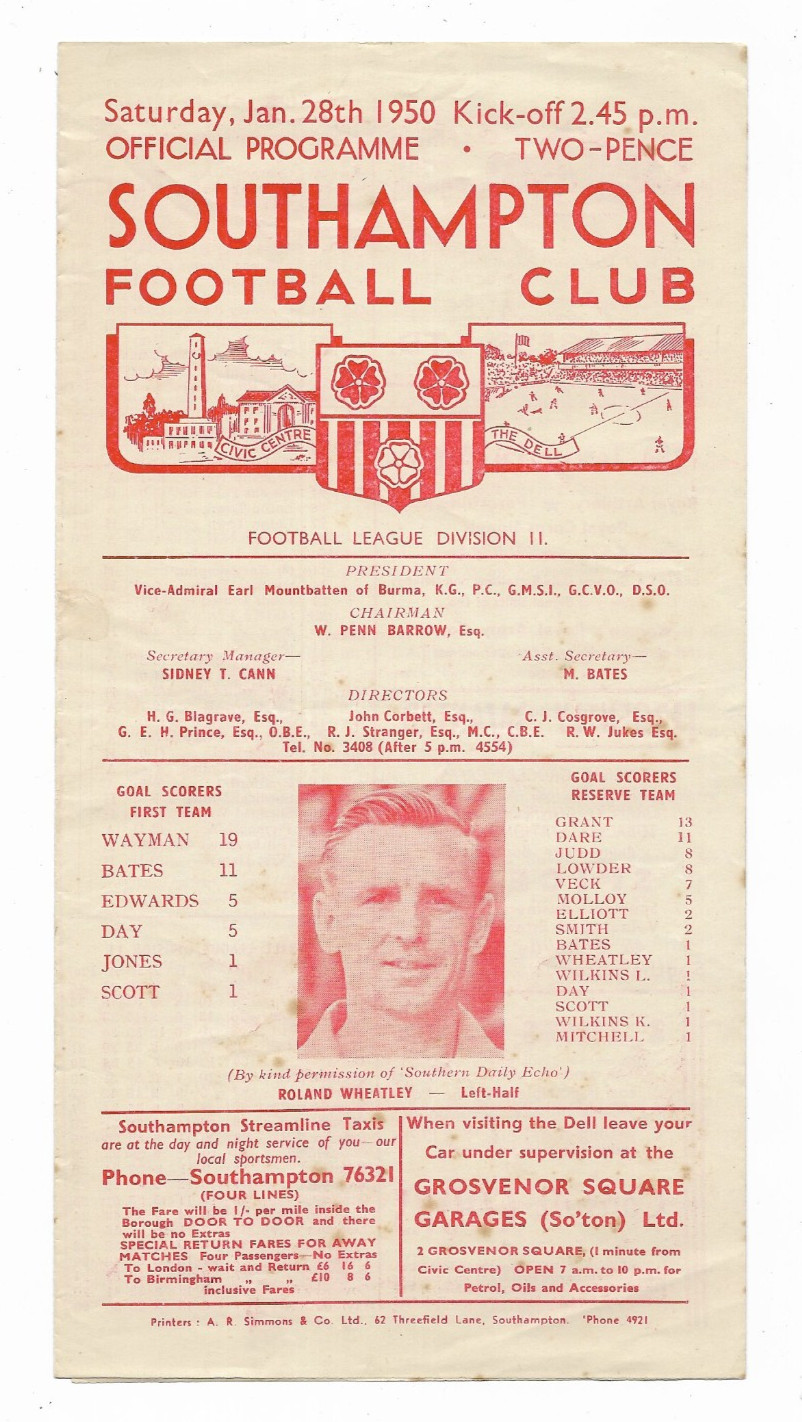 Saturday, Jan. 28th 1950 Kick-off 2.45 p.m.
OFFICIAL PROGRAMME • TWO-PENCE
SOUTHAMPTON
FOOTBALL CLUB
CIVIC CENTRE
THE DELL
FOOTBALL LEAGUE DIVISION II.
PRESIDENT
Vice-Admiral Earl Mountbatten of Burma, K.G., P.C., G.M.S.I., G.C.V.O., D.S.O.
CHAIRMAN
W. PENN BARROW, Esq.
Secretary Manager—
SIDNEY T. CANN
Asst. Secretary—
M. BATES
DIRECTORS
H. G. Blagrave, Esq., John Corbett, Esq., C. J. Cosgrove, Esq.,
G. E. H. Prince, Esq., O.B.E., R. J. Stranger, Esq., M.C., C.B.E. R. W. Jukes Esq.
Tel. No. 3408 (After 5 p.m. 4554)
GOAL SCORERS
FIRST TEAM
WAYMAN 19
BATES 11
EDWARDS 5
DAY 5
JONES 1
SCOTT 1
GOAL SCORERS
RESERVE TEAM
GRANT 13
DARE 11
JUDD 8
LOWDER 8
VECK 7
MOLLOY 5
ELLIOTT 2
SMITH 2
BATES 1
WHEATLEY 1
WILKINS L. 1
DAY 1
SCOTT 1
WILKINS K. 1
MITCHELL 1
(By kind permission of 'Southern Daily Echo')
ROLAND WHEATLEY — Left-Half
Southampton Streamline Taxis
are at the day and night service of you—our
local sportsmen.
Phone—Southampton 76321
(FOUR LINES)
The Fare will be 1/- per mile inside the
Borough DOOR TO DOOR and there
will be no Extras
SPECIAL RETURN FARES FOR AWAY
MATCHES Four Passengers—No Extras
To London - wait and Return £6 16 6
To Birmingham " " £10 8 6
inclusive Fares
When visiting the Dell leave your
Car under supervision at the
GROSVENOR SQUARE
GARAGES (So'ton) Ltd.
2 GROSVENOR SQUARE, (1 minute from
Civic Centre) OPEN 7 a.m. to 10 p.m. for
Petrol, Oils and Accessories
Printers : A. R. Simmons & Co. Ltd., 62 Threefield Lane, Southampton. 'Phone 4921